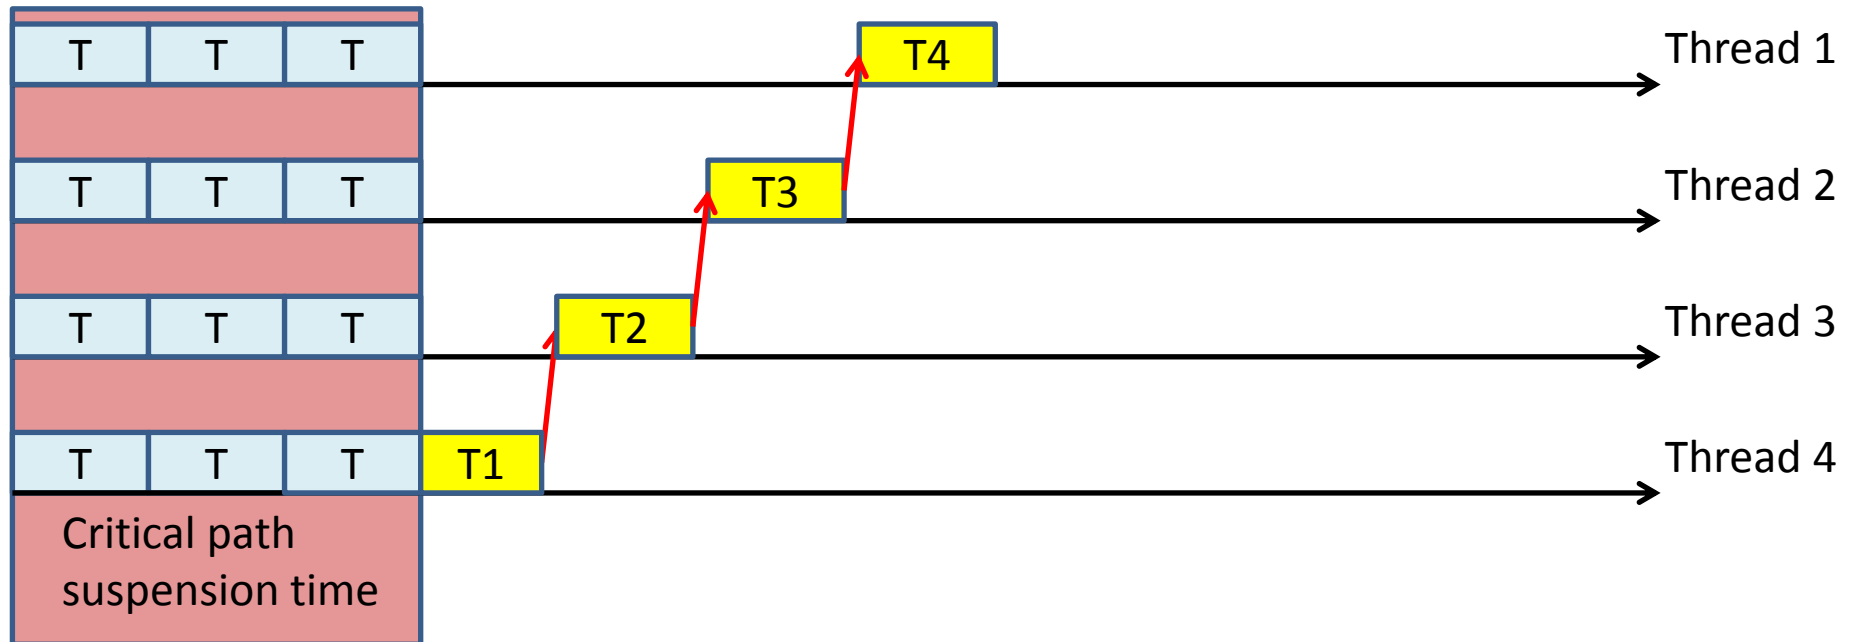 T T T T4 Thread 1
T T T T3 Thread 2
T T T T2 Thread 3
T T T T1 Thread 4
Critical path
suspension time